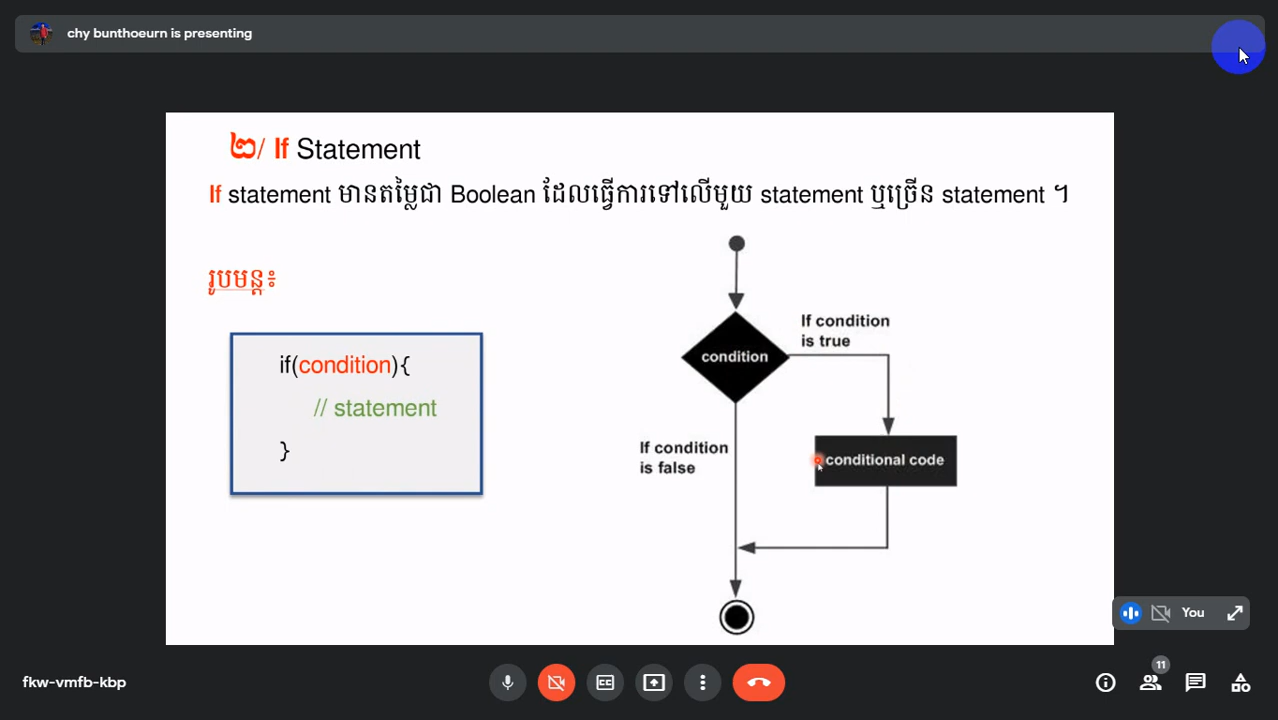 chy bunthoeurn is presenting
២/ If Statement
If statement មានតម្លៃជា Boolean ដែលធ្វើការទៅលើមួយ statement ឬច្រើន statement ។
រូបមន្ត៖
if(condition){
// statement
}
condition
If condition
is true
If condition
is false
conditional code
You
fkw-vmfb-kbp
CC
11